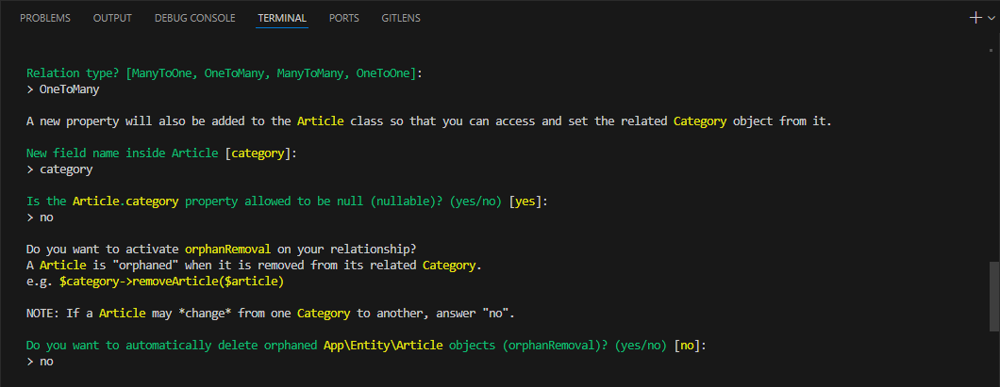 PROBLEMS OUTPUT DEBUG CONSOLE TERMINAL PORTS GITLENS
Relation type? [ManyToOne, OneToMany, ManyToMany, OneToOne]:
> OneToMany
A new property will also be added to the Article class so that you can access and set the related Category object from it.
New field name inside Article [category]:
> category
Is the Article.category property allowed to be null (nullable)? (yes/no) [yes]:
> no
Do you want to activate orphanRemoval on your relationship?
A Article is "orphaned" when it is removed from its related Category.
e.g. $category->removeArticle($article)
NOTE: If a Article may *change* from one Category to another, answer "no".
Do you want to automatically delete orphaned App\Entity\Article objects (orphanRemoval)? (yes/no) [no]:
> no